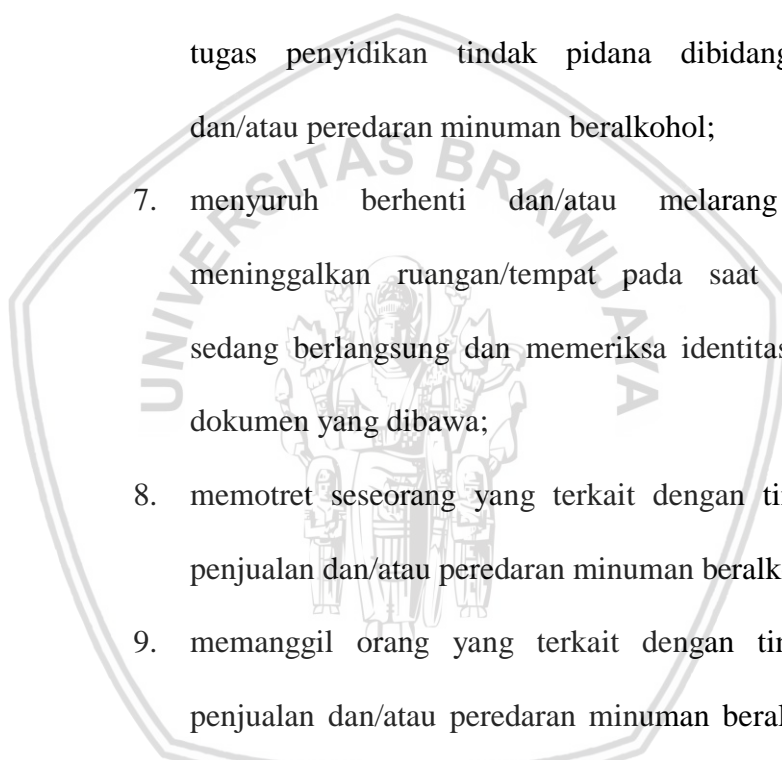 tugas penyidikan tindak pidana dibidang
dan/atau peredaran minuman beralkohol;
UNIVERSITAS BRAWIJAYA
7. menyuruh berhenti dan/atau melarang
meninggalkan ruangan/tempat pada saat
sedang berlangsung dan memeriksa identitas
dokumen yang dibawa;
8. memotret seseorang yang terkait dengan
penjualan dan/atau peredaran minuman
9. memanggil orang yang terkait dengan
penjualan dan/atau peredaran minuman